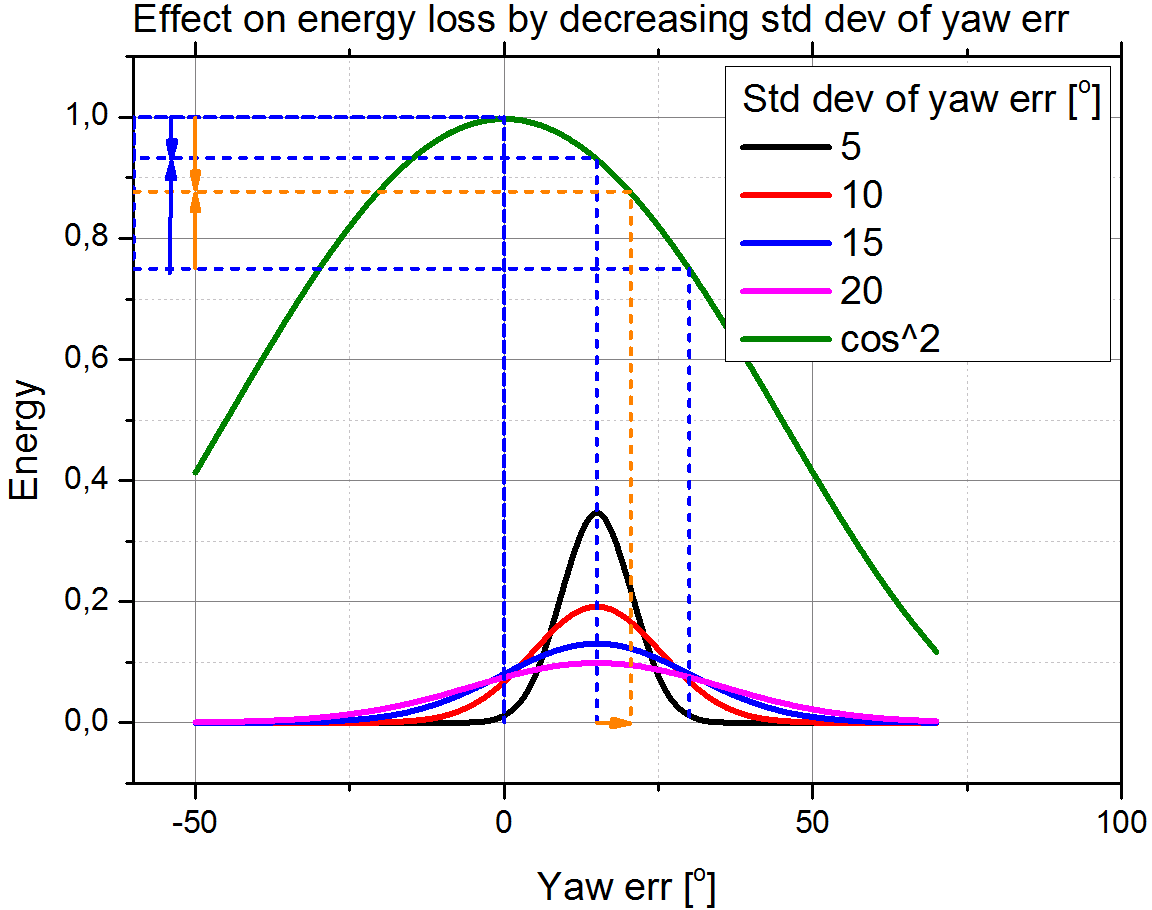 Effect on energy loss by decreasing std dev of yaw err
Std dev of yaw err [o]
5
10
15
20
cos^2
1,0
0,8
0,6
0,4
0,2
0,0
Energy
-50
0
50
100
Yaw err [o]